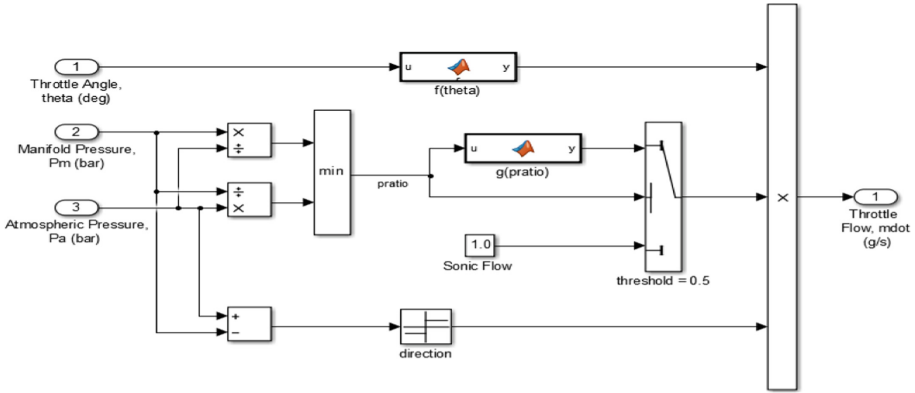 1
Throttle Angle,
theta (deg)
u y
f(theta)
2
Manifold Pressure,
Pm (bar)
×
÷
min
pratio
u y
g(pratio)
÷
×
3
Atmospheric Pressure,
Pa (bar)
1.0
Sonic Flow
threshold = 0.5
×
1
Throttle
Flow, mdot
(g/s)
+
−
direction